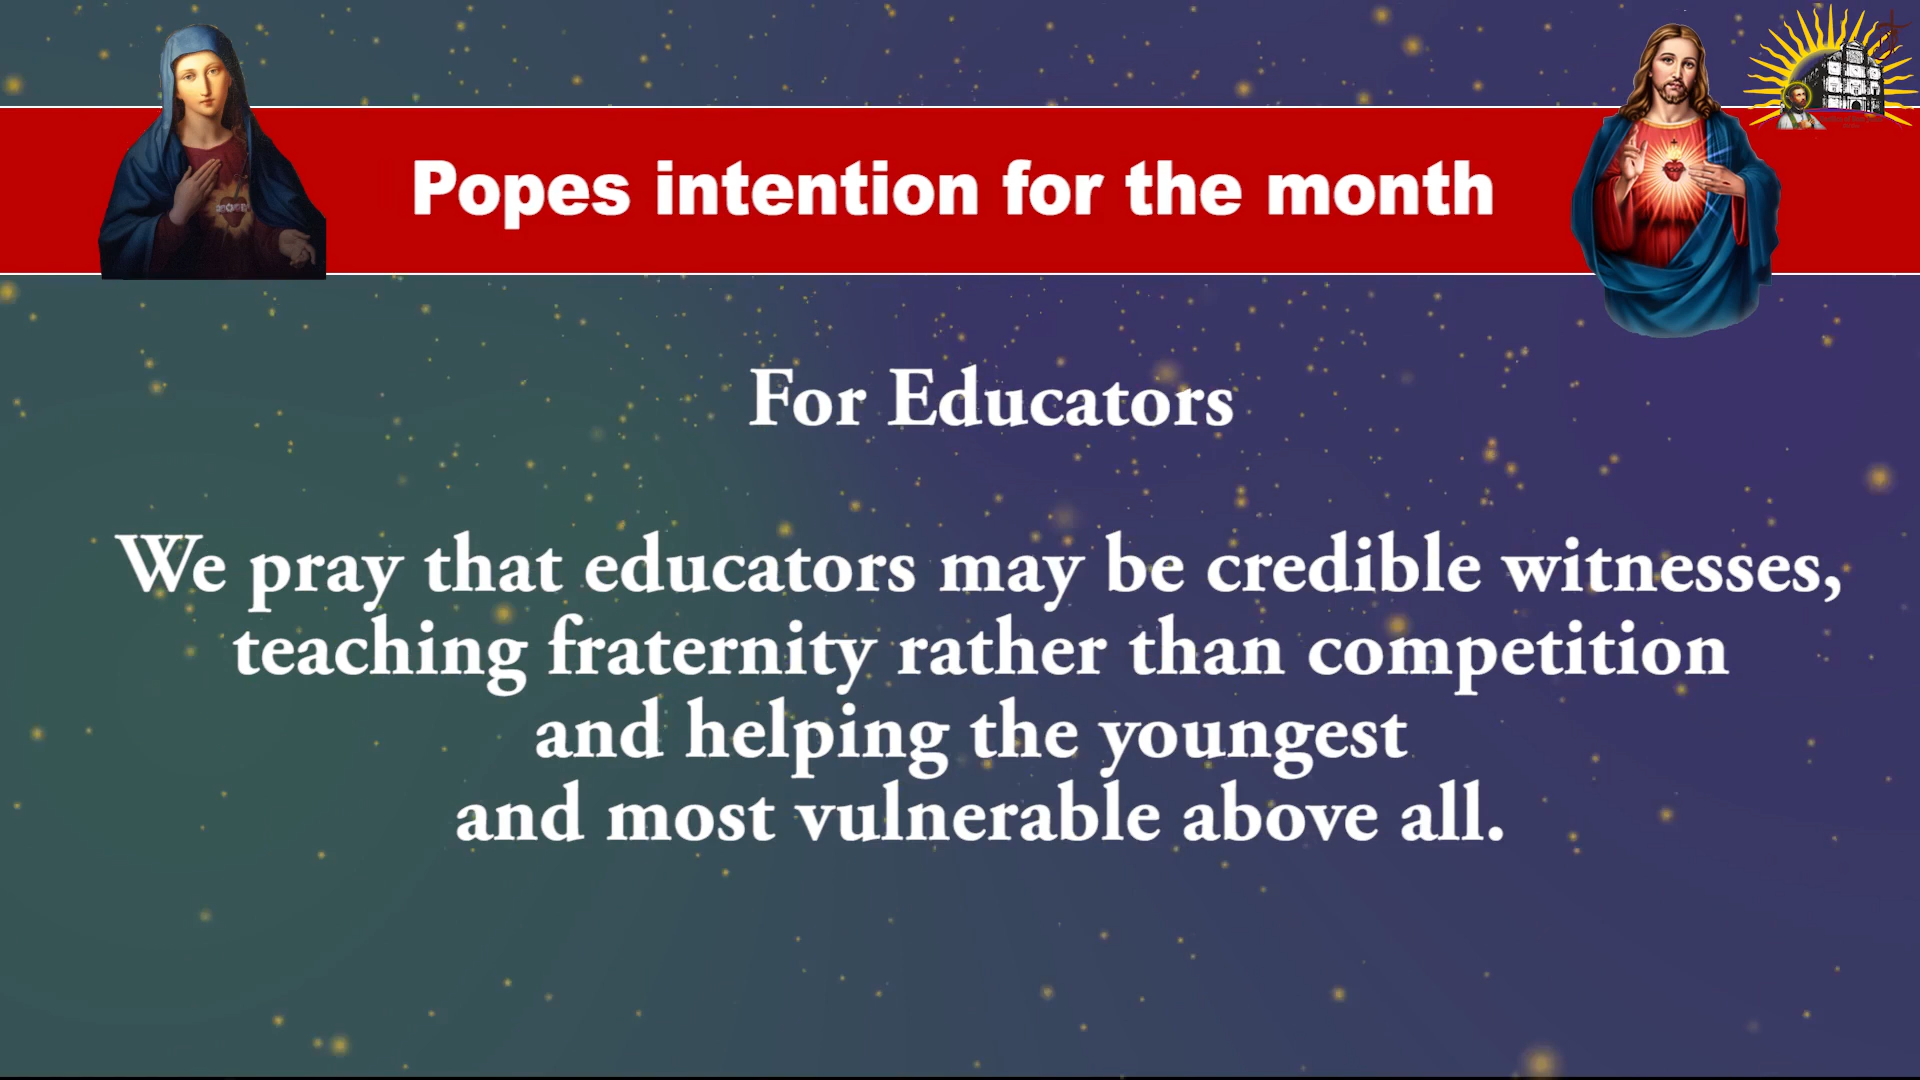 Popes intention for the month
For Educators
We pray that educators may be credible witnesses,
teaching fraternity rather than competition
and helping the youngest
and most vulnerable above all.